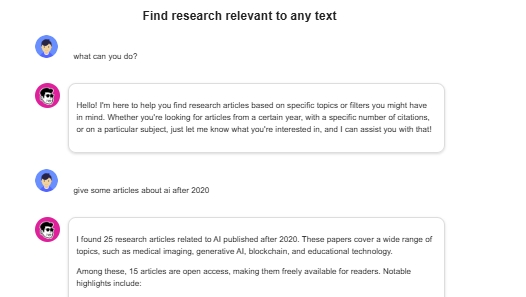 Find research relevant to any text
what can you do?
Hello! I'm here to help you find research articles based on specific topics or filters you might have
in mind. Whether you're looking for articles from a certain year, with a specific number of citations,
or on a particular subject, just let me know what you're interested in, and I can assist you with that!
give some articles about ai after 2020
I found 25 research articles related to AI published after 2020. These papers cover a wide range of
topics, such as medical imaging, generative AI, blockchain, and educational technology.
Among these, 15 articles are open access, making them freely available for readers. Notable
highlights include: